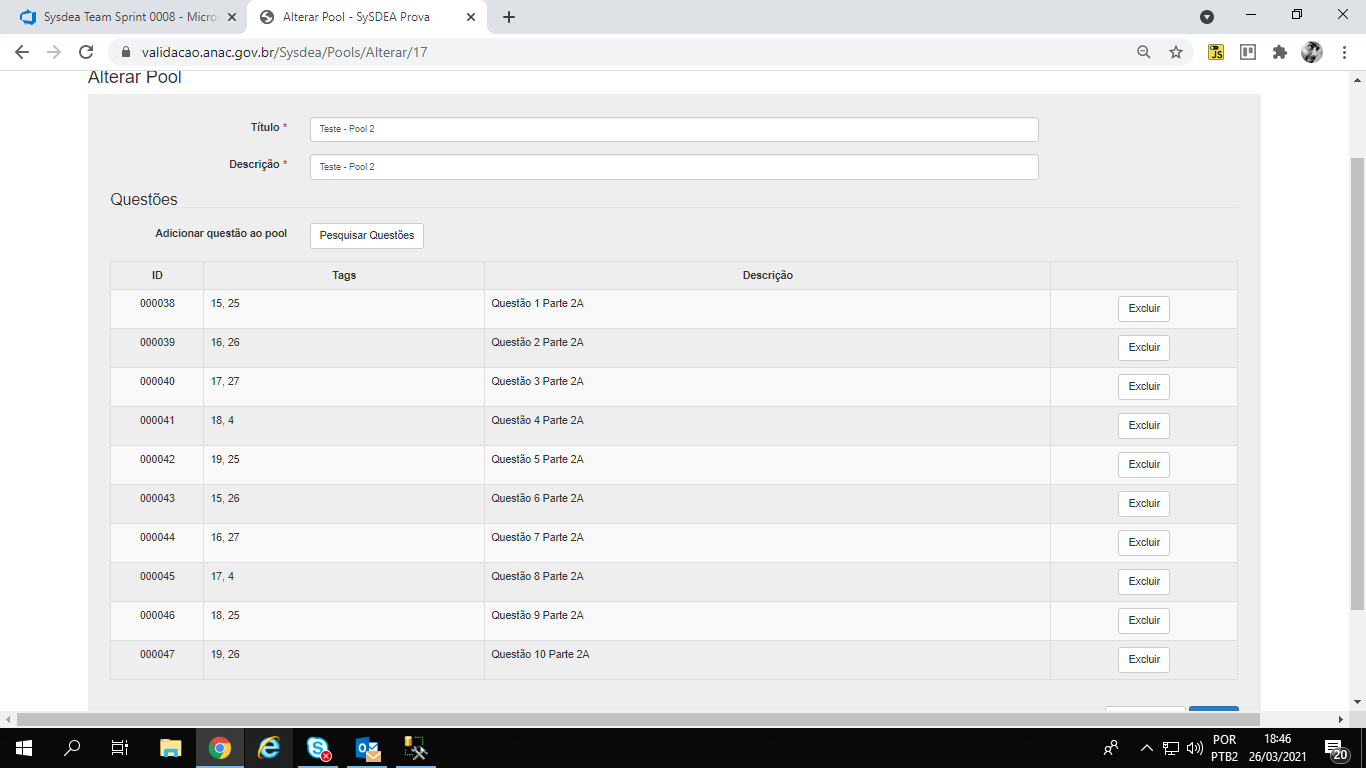 Sysdea Team Sprint 0008 - Micro
Alterar Pool - SySDEA Prova
validacao.anac.gov.br/Sysdea/Pools/Alterar/17
JS
Alterar Pool
Título *
Teste - Pool 2
Descrição *
Teste - Pool 2
Questões
Adicionar questão ao pool
Pesquisar Questões
ID Tags Descrição
000038 15, 25 Questão 1 Parte 2A Excluir
000039 16, 26 Questão 2 Parte 2A Excluir
000040 17, 27 Questão 3 Parte 2A Excluir
000041 18, 4 Questão 4 Parte 2A Excluir
000042 19, 25 Questão 5 Parte 2A Excluir
000043 15, 26 Questão 6 Parte 2A Excluir
000044 16, 27 Questão 7 Parte 2A Excluir
000045 17, 4 Questão 8 Parte 2A Excluir
000046 18, 25 Questão 9 Parte 2A Excluir
000047 19, 26 Questão 10 Parte 2A Excluir
POR 18:46
PTB2 26/03/2021
20